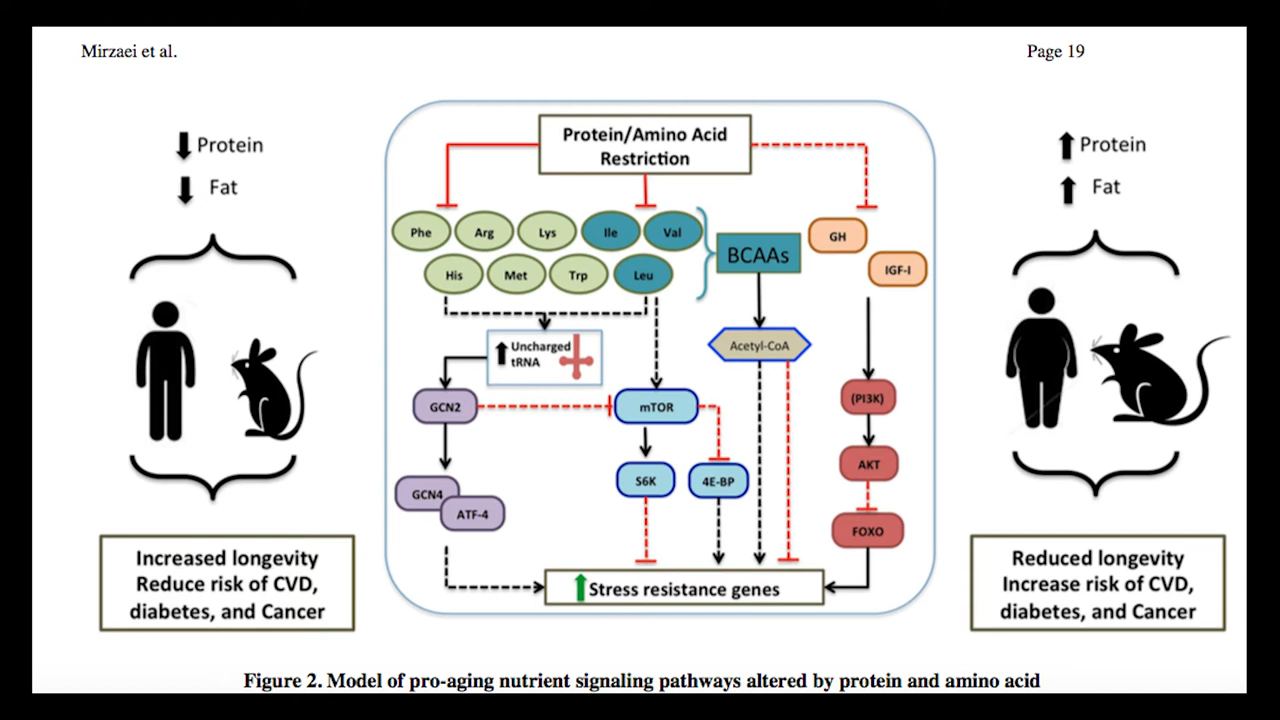 Mirzaei et al.
Page 19
Protein
Fat
Increased longevity
Reduce risk of CVD,
diabetes, and Cancer
Protein/Amino Acid
Restriction
Phe
Arg
Lys
Ile
Val
His
Met
Trp
Leu
BCAAs
GH
IGF-I
Uncharged
tRNA
Acetyl-CoA
GCN2
mTOR
(PI3K)
S6K
4E-BP
AKT
GCN4
ATF-4
FOXO
Stress resistance genes
Protein
Fat
Reduced longevity
Increase risk of CVD,
diabetes, and Cancer
Figure 2. Model of pro-aging nutrient signaling pathways altered by protein and amino acid